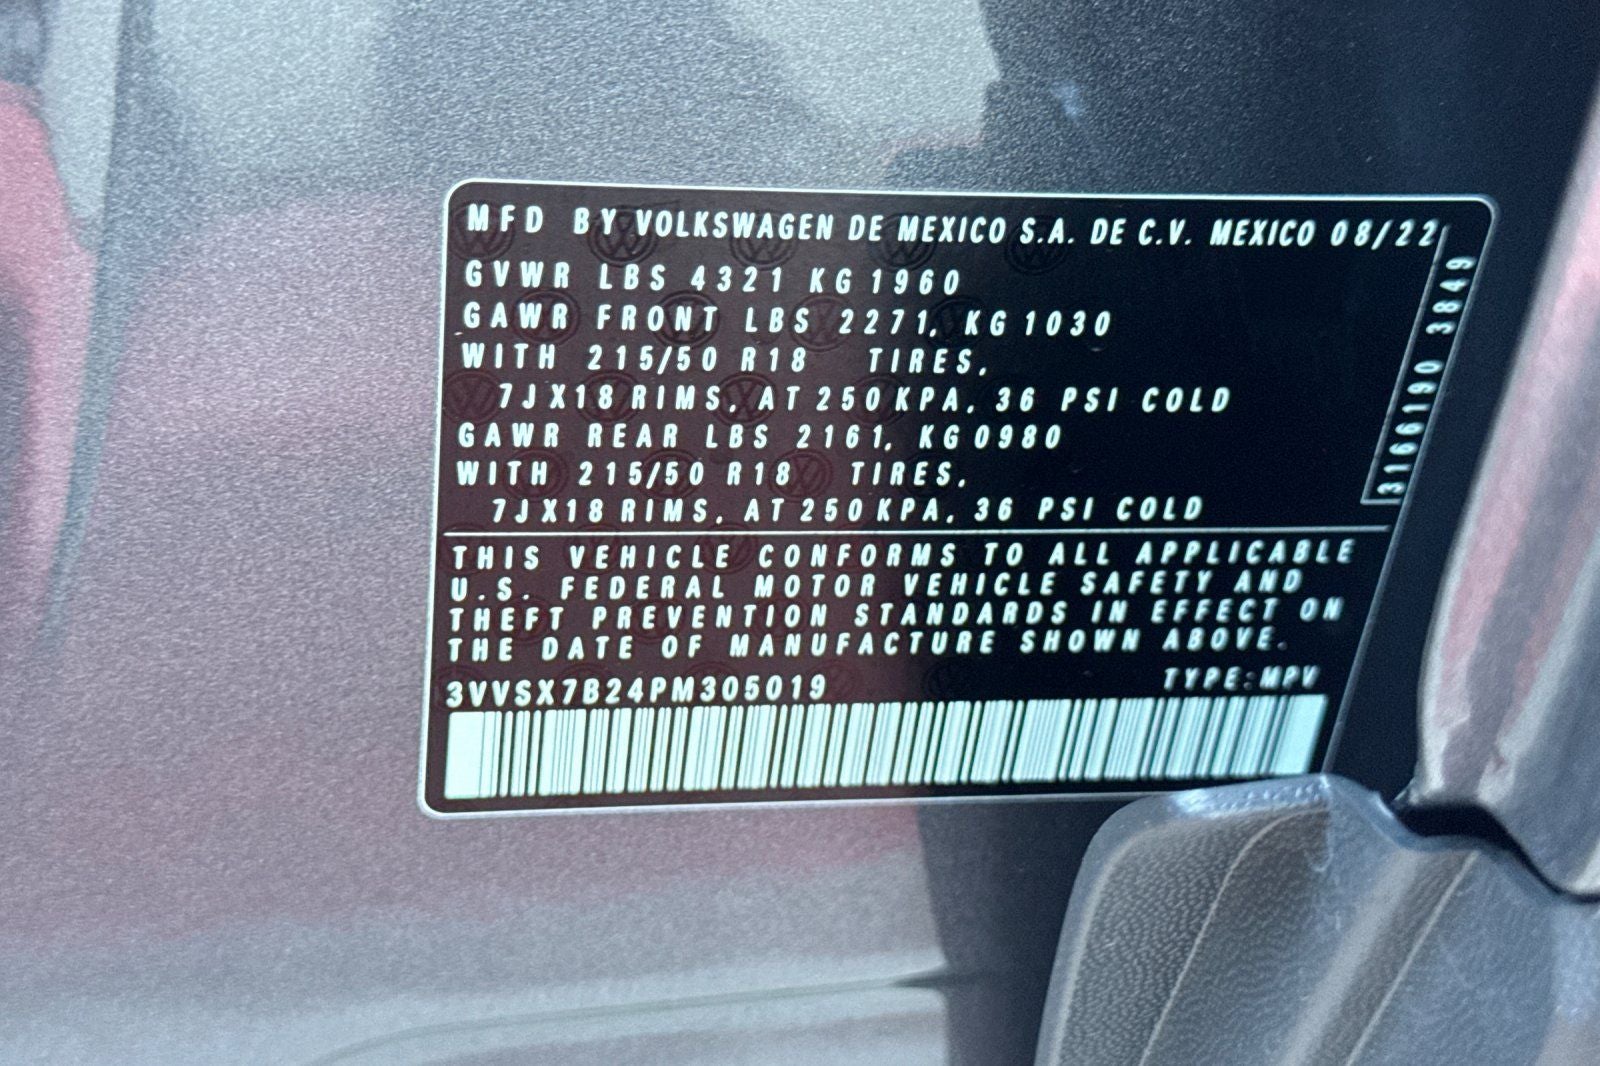 MFD BY VOLKSWAGEN DE MEXICO S.A. DE C.V. MEXICO 08/22
GVWR LBS 4321 KG 1960
GAWR FRONT LBS 2271, KG 1030
WITH 215/50 R18 TIRES,
7JX18 RIMS, AT 250 KPA, 36 PSI COLD
GAWR REAR LBS 2161, KG 0980
WITH 215/50 R18 TIRES,
7JX18 RIMS, AT 250 KPA, 36 PSI COLD
3166190 3849
THIS VEHICLE CONFORMS TO ALL APPLICABLE
U.S. FEDERAL MOTOR VEHICLE SAFETY AND
THEFT PREVENTION STANDARDS IN EFFECT ON
THE DATE OF MANUFACTURE SHOWN ABOVE.
3VVSX7B24PM305019 TYPE:MPV